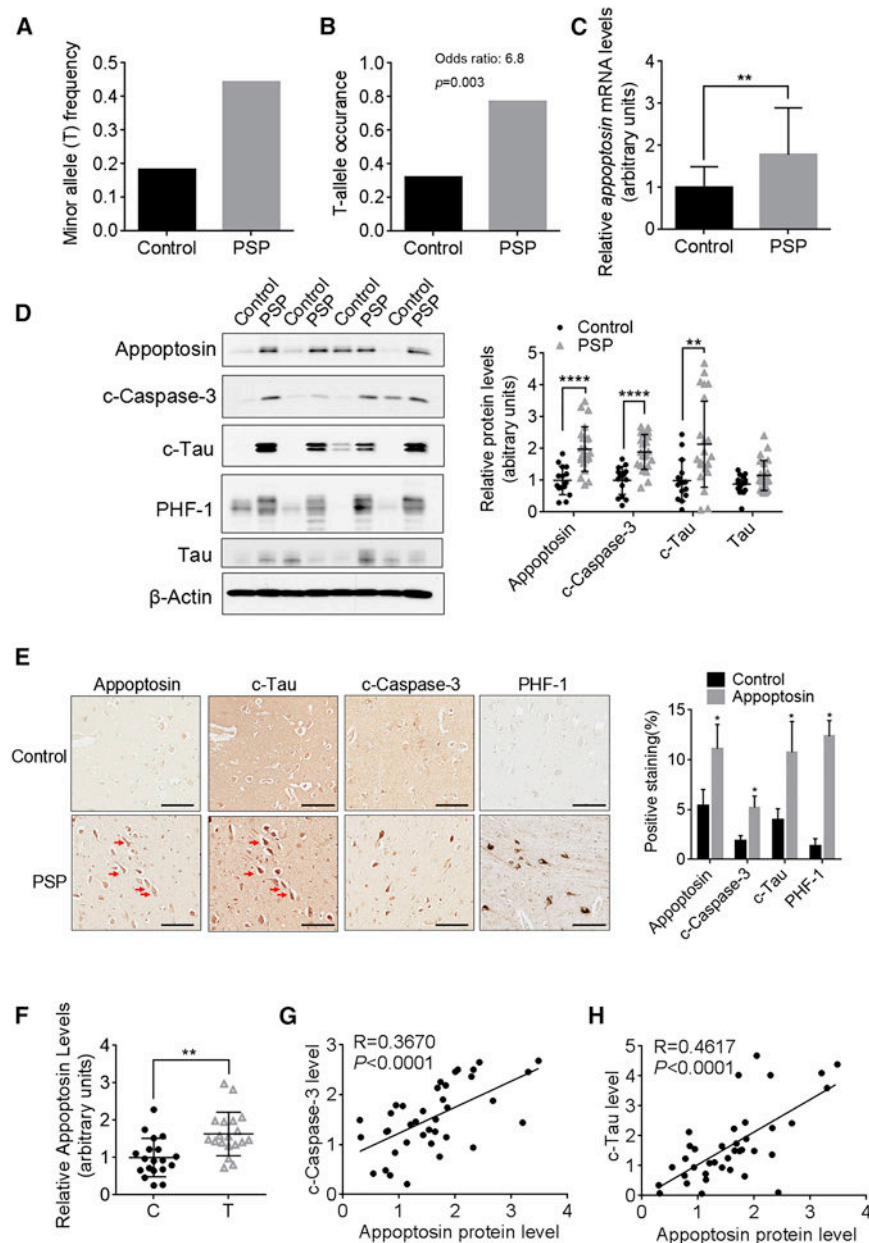 A
Minor allele (T) frequency
0.5
0.4
0.3
0.2
0.1
0.0
Control
PSP
B
T-allele occurance
Odds ratio: 6.8
p=0.003
1.0
0.8
0.6
0.4
0.2
0.0
Control
PSP
C
Relative appoptosin mRNA levels
(arbitrary units)
**
4
3
2
1
0
Control
PSP
D
Control
PSP
Control
PSP
Control
PSP
Control
PSP
Appoptosin
c-Caspase-3
c-Tau
PHF-1
Tau
β-Actin
Relative protein levels
(abitrary units)
Control
PSP
5
4
3
2
1
0
****
****
**
Appoptosin
c-Caspase-3
c-Tau
Tau
E
Appoptosin
c-Tau
c-Caspase-3
PHF-1
Control
PSP
Positive staining(%)
Control
Appoptosin
15
10
5
0
*
*
*
*
Appoptosin
c-Caspase-3
c-Tau
PHF-1
F
Relative Appoptosin Levels
(arbitrary units)
**
4
3
2
1
0
C
T
G
R=0.3670
P<0.0001
c-Caspase-3 level
3
2
1
0
0
1
2
3
4
Appoptosin protein level
H
R=0.4617
P<0.0001
c-Tau level
5
4
3
2
1
0
0
1
2
3
4
Appoptosin protein level